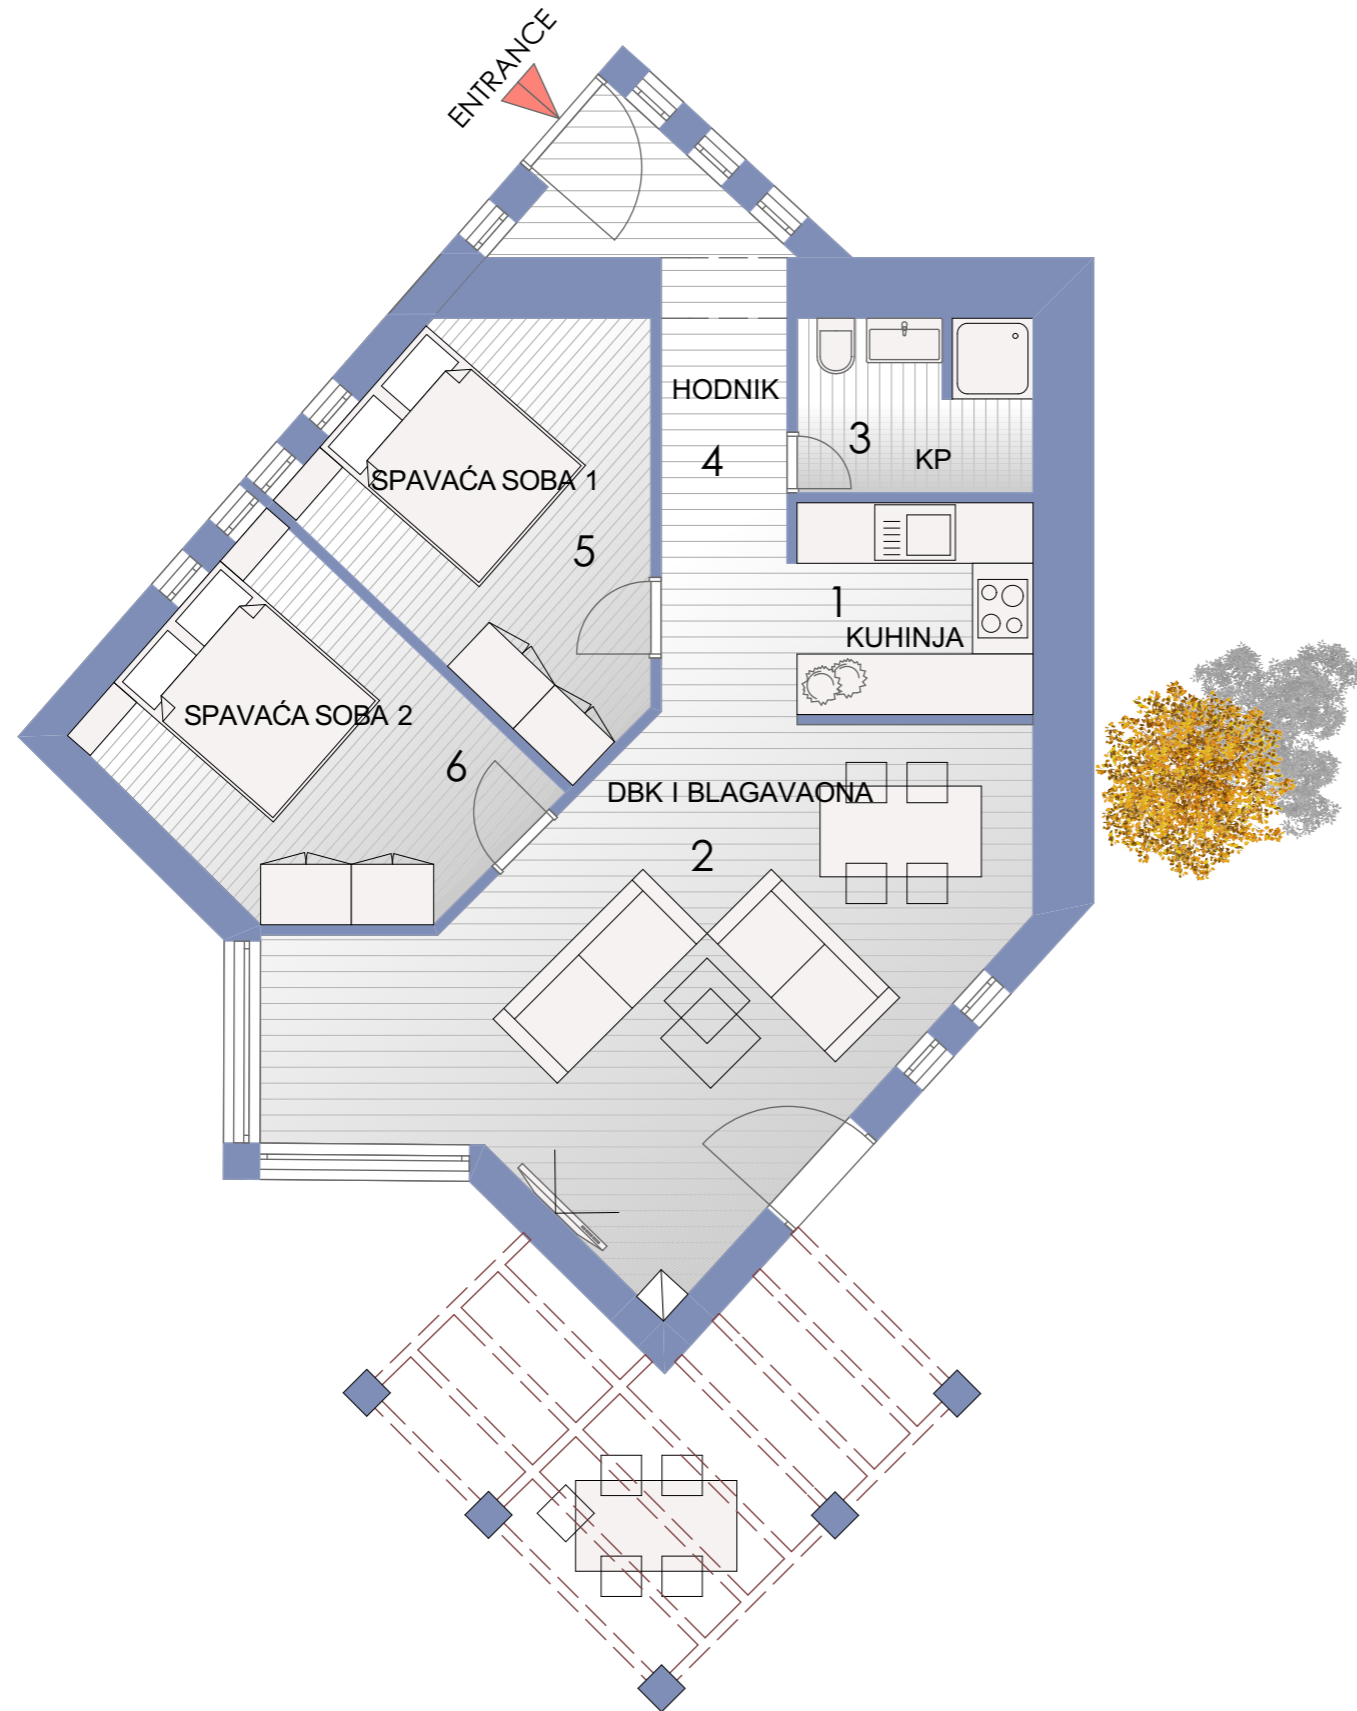 ENTRANCE
HODNIK
4
3
KP
SPAVAĆA SOBA 1
5
1
KUHINJA
SPAVAĆA SOBA 2
6
DBK I BLAGAVAONA
2